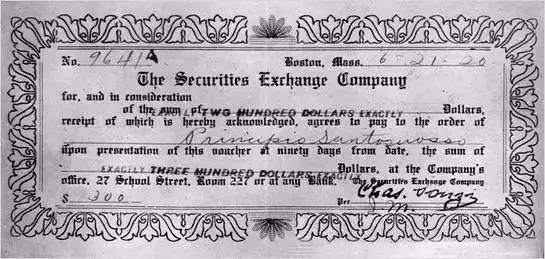 No. 9641A Boston, Mass. 6-21-20
The Securities Exchange Company
for, and in consideration
of the sum of EXACTLY TWO HUNDRED DOLLARS EXACTLY Dollars,
receipt of which is hereby acknowledged, agrees to pay to the order of
Principio Santosuosso
upon presentation of this voucher at ninety days from date, the sum of
EXACTLY THREE HUNDRED DOLLARS EXACTLY Dollars, at the Company's
office, 27 School Street, Room 227 or at any Bank. The Securities Exchange Company
$ 300 Per Chas. Ponzi
M.